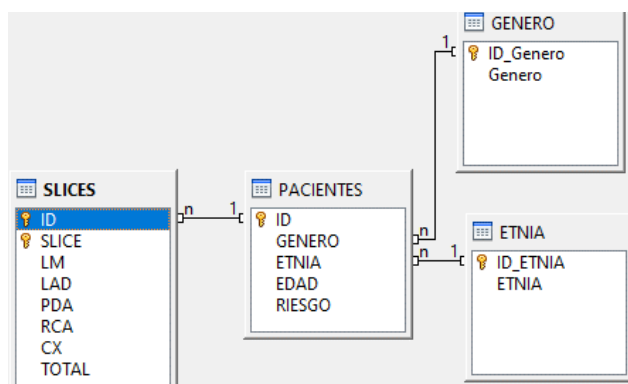 GENERO
ID_Genero
Genero
1
SLICES
ID
SLICE
LM
LAD
PDA
RCA
CX
TOTAL
n
1
PACIENTES
ID
GENERO
ETNIA
EDAD
RIESGO
n
n
1
ETNIA
ID_ETNIA
ETNIA